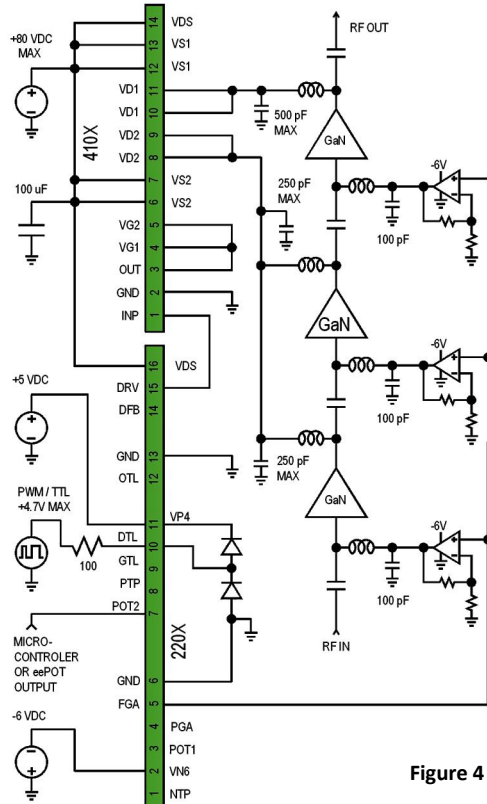 +80 VDC
MAX
100 uF
+5 VDC
PWM / TTL
+4.7V MAX
100
MICRO-
CONTROLER
OR eePOT
OUTPUT
-6 VDC
410X
14 VDS
13 VS1
12 VS1
11 VD1
10 VD1
9 VD2
8 VD2
7 VS2
6 VS2
5 VG2
4 VG1
3 OUT
2 GND
1 INP
220X
16 VDS
15 DRV
14 DFB
13 GND
12 OTL
11 VP4
10 DTL
9 GTL
8 PTP
7 POT2
6 GND
5 FGA
4 PGA
3 POT1
2 VN6
1 NTP
RF OUT
500 pF
MAX
GaN
-6V
+
-
250 pF
MAX
100 pF
GaN
-6V
+
-
100 pF
250 pF
MAX
GaN
-6V
+
-
100 pF
RF IN
Figure 4